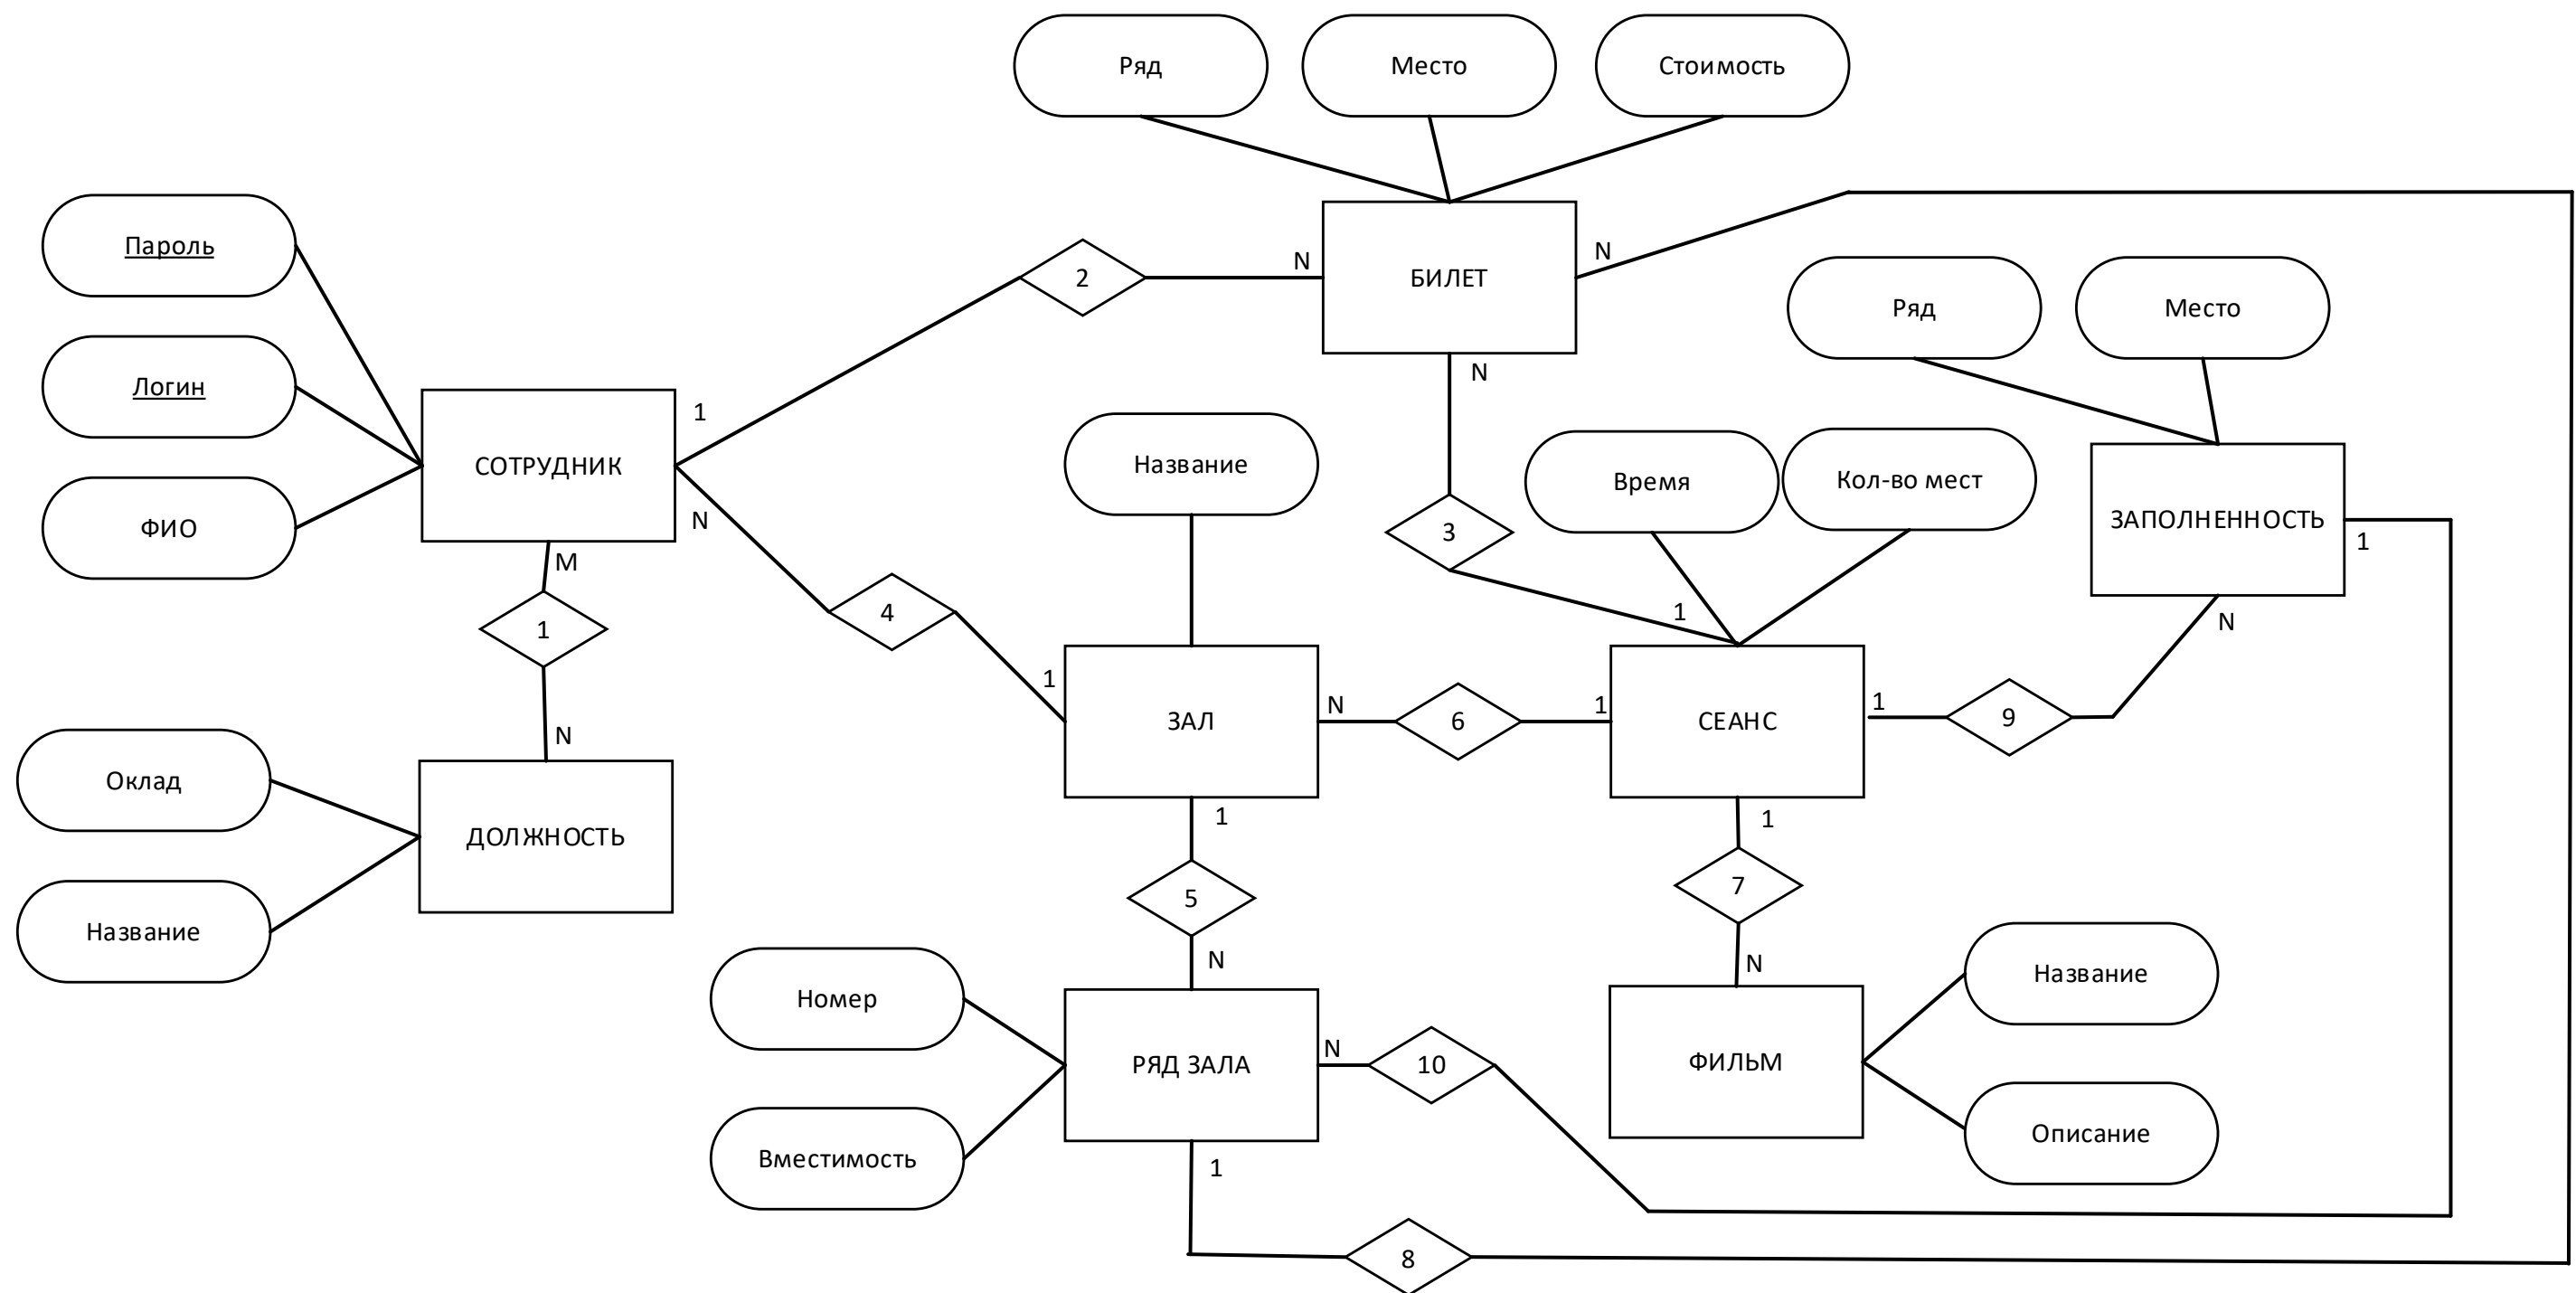 Ряд
Место
Стоимость
Пароль
2
N
БИЛЕТ
N
Ряд
Место
Логин
1
N
СОТРУДНИК
Название
Время
Кол-во мест
ФИО
N
3
ЗАПОЛНЕННОСТЬ
1
M
1
4
1
N
1
N
ЗАЛ
N
6
1
СЕАНС
1
9
Оклад
ДОЛЖНОСТЬ
1
1
Название
5
7
N
N
Номер
Название
РЯД ЗАЛА
N
10
ФИЛЬМ
Вместимость
1
Описание
8